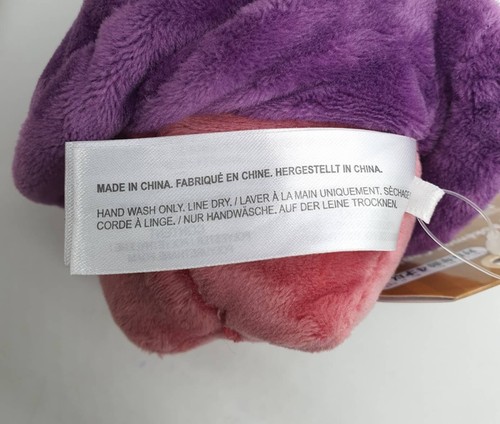 MADE IN CHINA. FABRIQUÉ EN CHINE. HERGESTELLT IN CHINA.
HAND WASH ONLY. LINE DRY. / LAVER À LA MAIN UNIQUEMENT. SÉCHAGE
CORDE À LINGE. / NUR HANDWÄSCHE. AUF DER LEINE TROCKNEN.